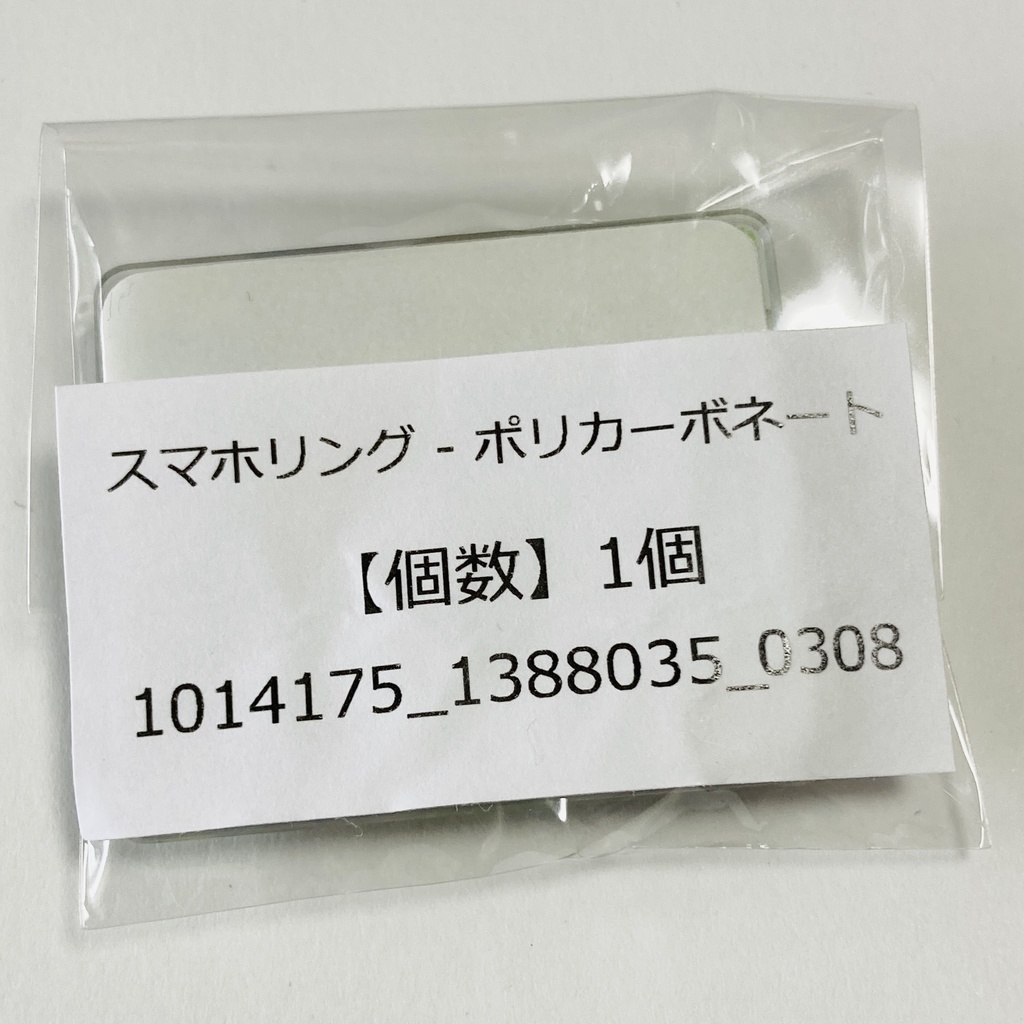 スマホリング - ポリカーボネート
【個数】 1個
1014175_1388035_0308